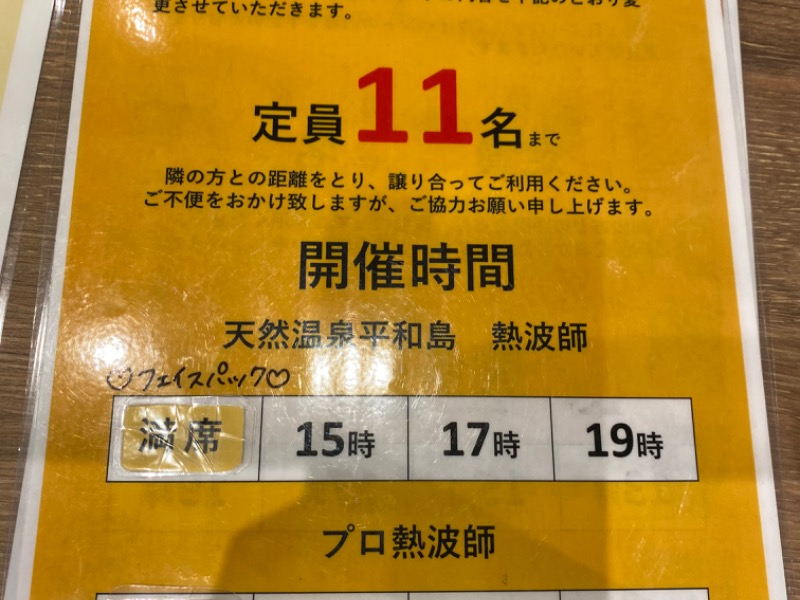 更させていただきます。
定員11名まで
隣の方との距離をとり、譲り合ってご利用ください。
ご不便をおかけ致しますが、ご協力お願い申し上げます。
開催時間
天然温泉平和島 熱波師
フェイスパック♡
満席 15時 17時 19時
プロ熱波師